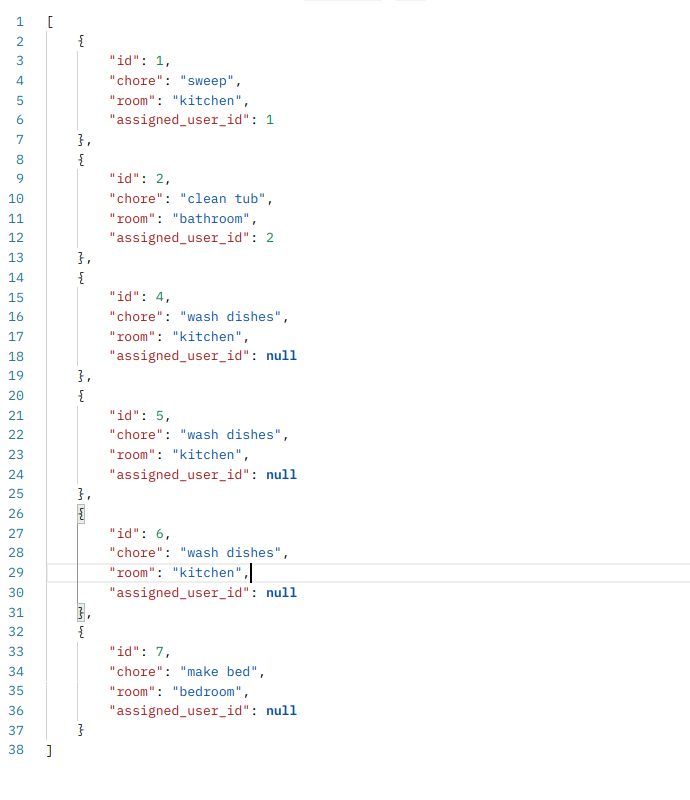 1 [
2     {
3         "id": 1,
4         "chore": "sweep",
5         "room": "kitchen",
6         "assigned_user_id": 1
7     },
8     {
9         "id": 2,
10         "chore": "clean tub",
11         "room": "bathroom",
12         "assigned_user_id": 2
13     },
14     {
15         "id": 4,
16         "chore": "wash dishes",
17         "room": "kitchen",
18         "assigned_user_id": null
19     },
20     {
21         "id": 5,
22         "chore": "wash dishes",
23         "room": "kitchen",
24         "assigned_user_id": null
25     },
26     {
27         "id": 6,
28         "chore": "wash dishes",
29         "room": "kitchen",
30         "assigned_user_id": null
31     },
32     {
33         "id": 7,
34         "chore": "make bed",
35         "room": "bedroom",
36         "assigned_user_id": null
37     }
38 ]